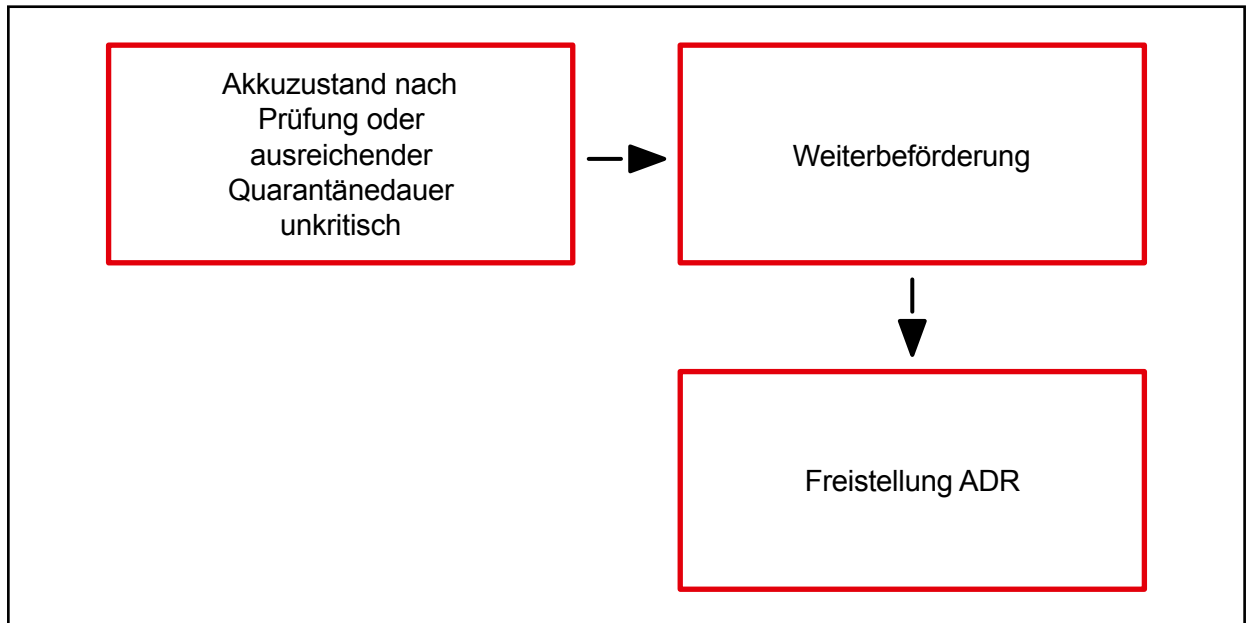 Akkuzustand nach
Prüfung oder
ausreichender
Quarantänedauer
unkritisch
Weiterbeförderung
Freistellung ADR